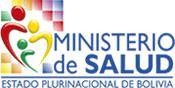 MINISTERIO
de SALUD
ESTADO PLURINACIONAL DE BOLIVIA